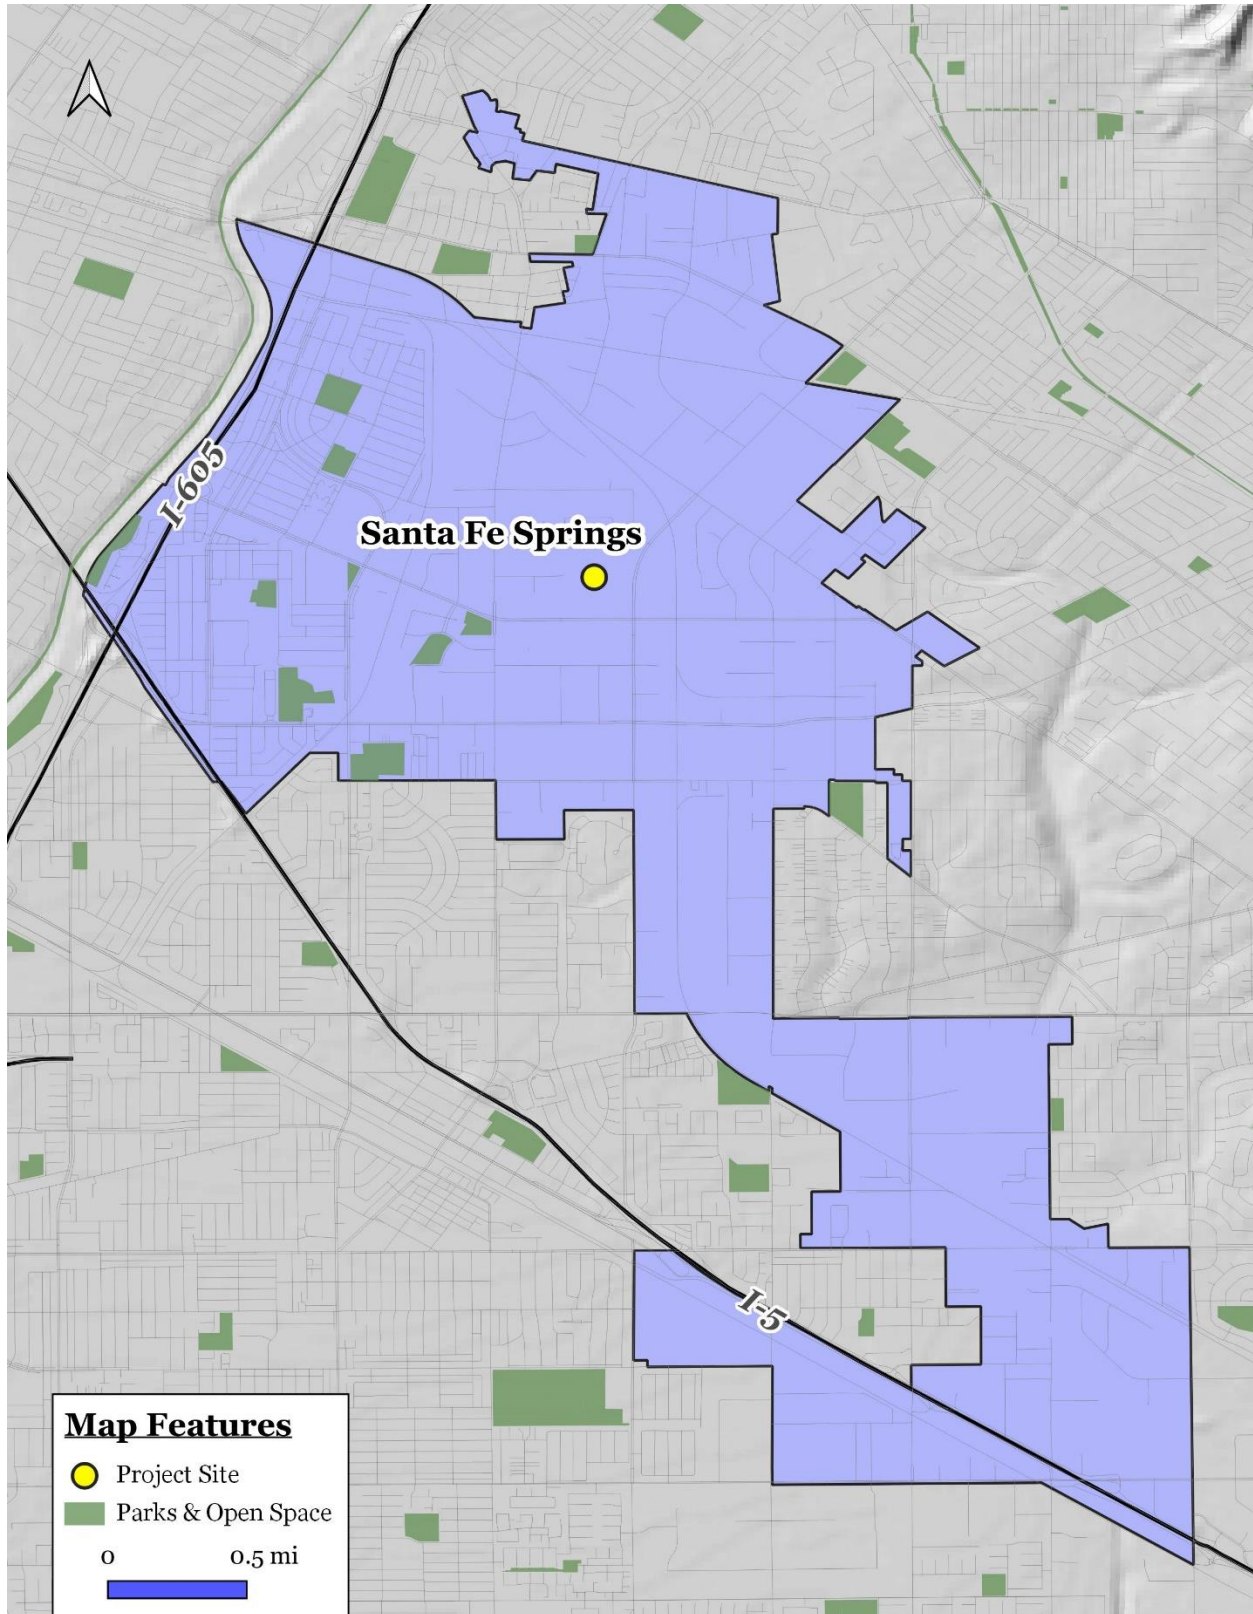 I-605
Santa Fe Springs
I-5
Map Features
Project Site
Parks & Open Space
0 0.5 mi